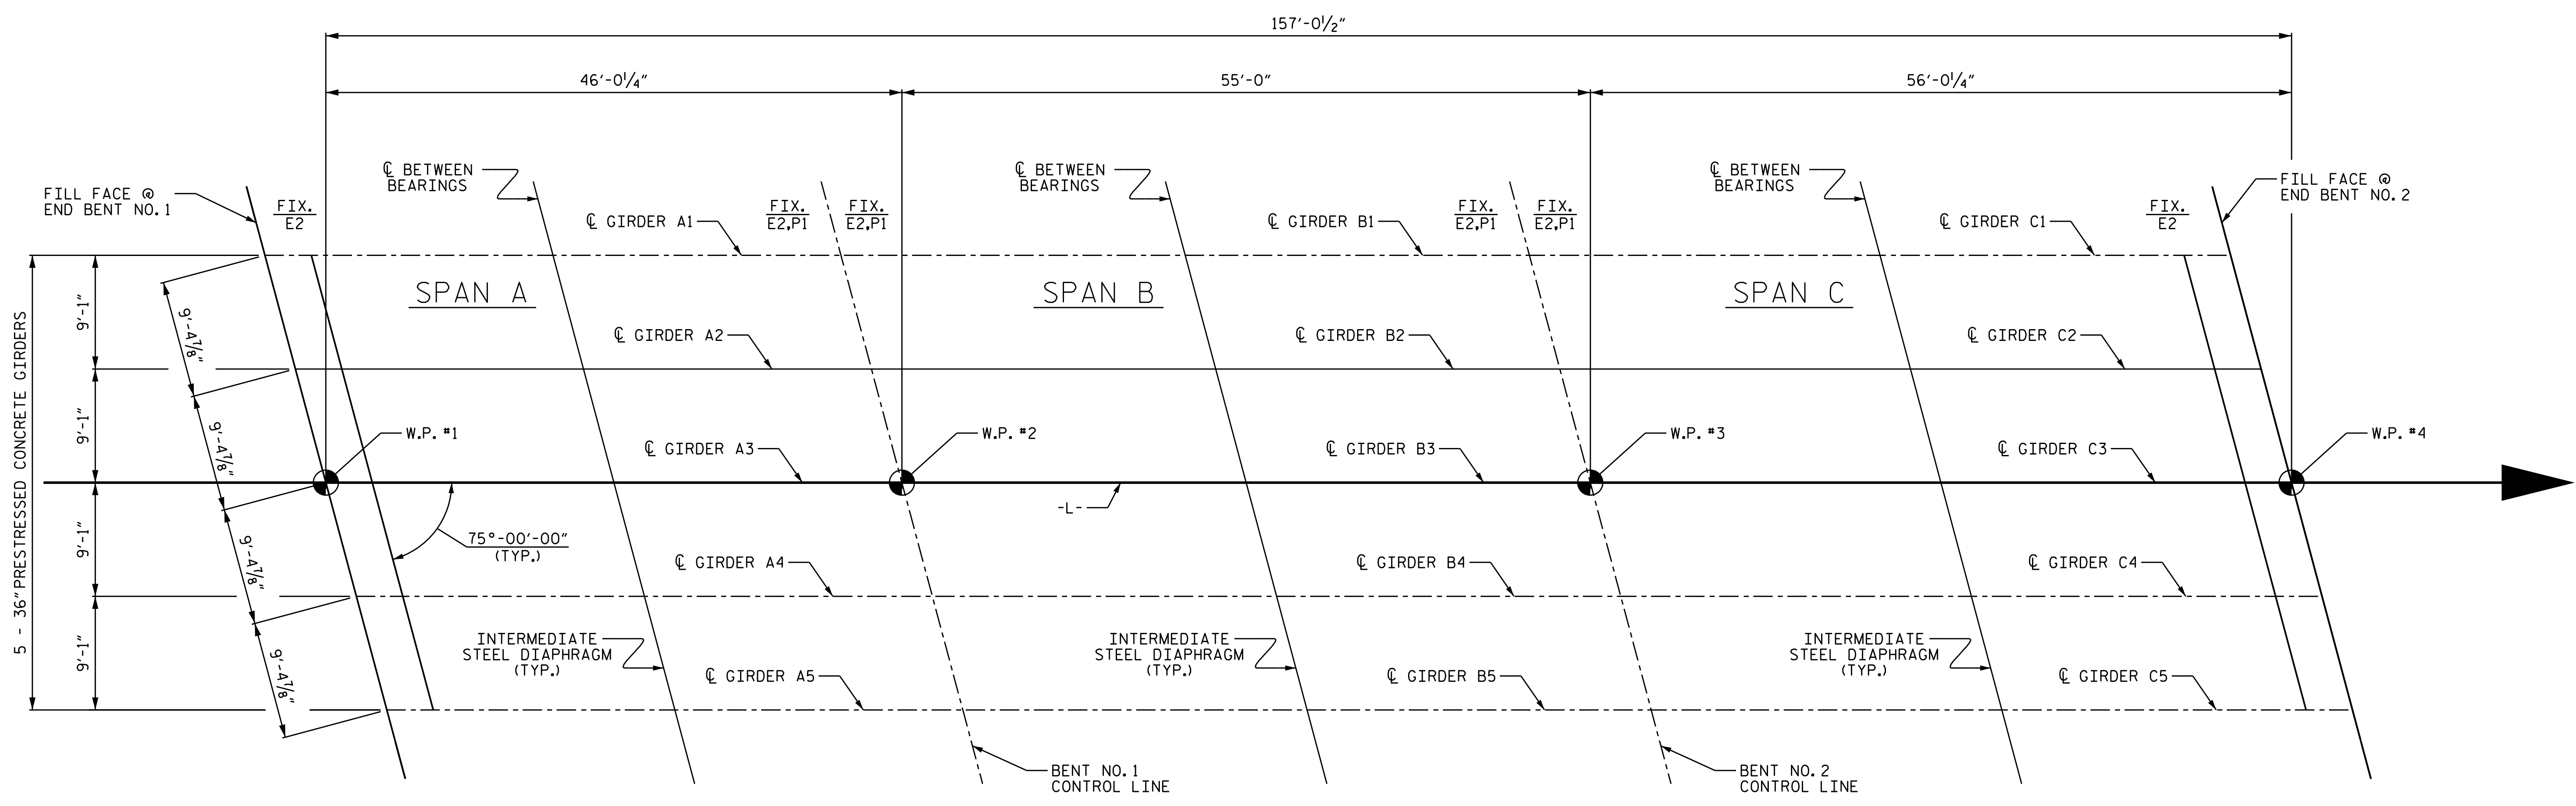 157'-0½"
46'-0¼"
55'-0"
56'-0¼"
℄ BETWEEN
BEARINGS
℄ BETWEEN
BEARINGS
℄ BETWEEN
BEARINGS
FILL FACE @
END BENT NO. 1
FILL FACE @
END BENT NO. 2
FIX.
E2
FIX.
E2,P1
FIX.
E2,P1
FIX.
E2,P1
FIX.
E2,P1
FIX.
E2
℄ GIRDER A1
℄ GIRDER B1
℄ GIRDER C1
SPAN A
SPAN B
SPAN C
5 - 36" PRESTRESSED CONCRETE GIRDERS
9'-1"
9'-1"
9'-1"
9'-1"
9'-4⅞"
9'-4⅞"
9'-4⅞"
9'-4⅞"
℄ GIRDER A2
℄ GIRDER B2
℄ GIRDER C2
W.P. #1
W.P. #2
W.P. #3
W.P. #4
℄ GIRDER A3
℄ GIRDER B3
℄ GIRDER C3
-L-
75°-00'-00"
(TYP.)
℄ GIRDER A4
℄ GIRDER B4
℄ GIRDER C4
INTERMEDIATE
STEEL DIAPHRAGM
(TYP.)
INTERMEDIATE
STEEL DIAPHRAGM
(TYP.)
INTERMEDIATE
STEEL DIAPHRAGM
(TYP.)
℄ GIRDER A5
℄ GIRDER B5
℄ GIRDER C5
BENT NO. 1
CONTROL LINE
BENT NO. 2
CONTROL LINE